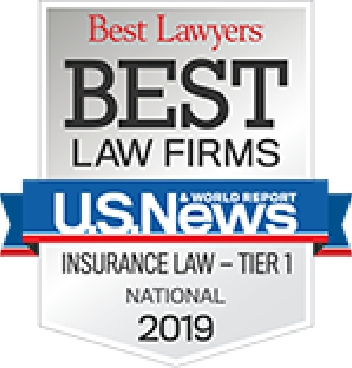 Best Lawyers
BEST
LAW FIRMS
& WORLD REPORT
U.S.News
INSURANCE LAW – TIER 1
NATIONAL
2019